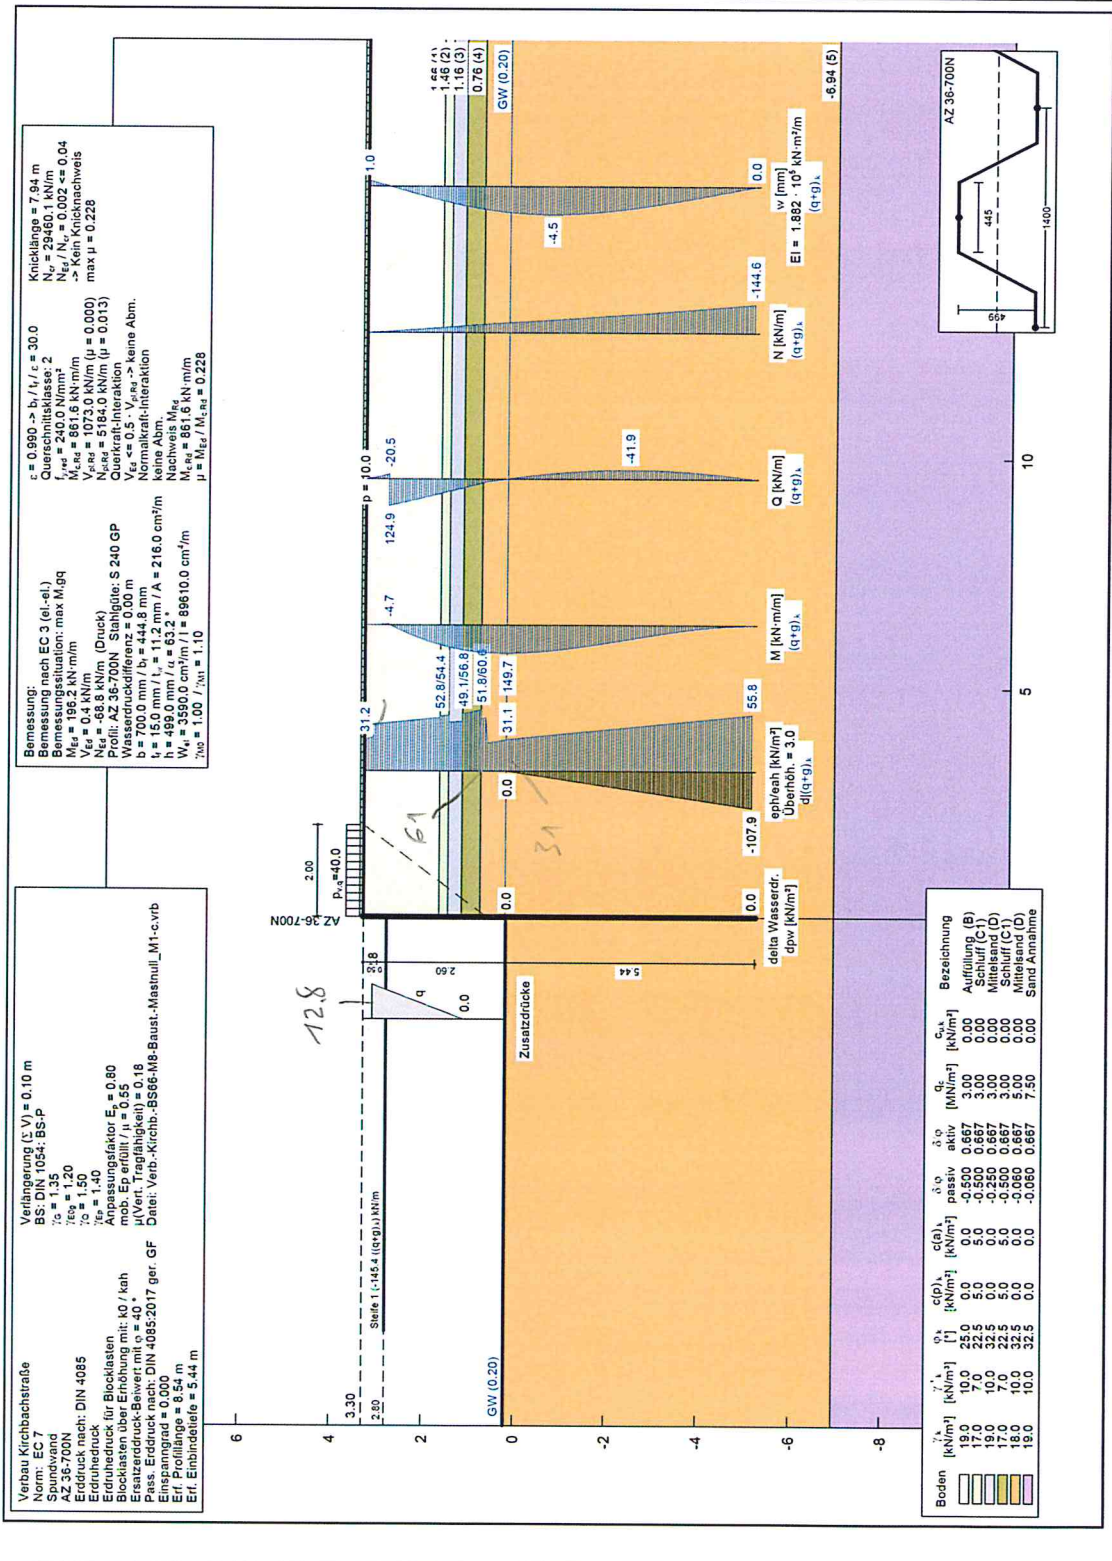 Verbau Kirchbachstraße
Norm: EC 7
Spundwand
AZ 36-700N
Erddruck nach: DIN 4085
Erdruhedruck
Erdruhedruck für Blocklasten
Blocklasten über Erhöhung mit: k0 / kah
Ersatzerddruck-Beiwert mit φ = 40 °
Pass. Erddruck nach: DIN 4085:2017 ger. GF
Einspanngrad = 0.000
Erf. Profillänge = 8.54 m
Erf. Einbindetiefe = 5.44 m
Verlängerung (Σ V) = 0.10 m
BS: DIN 1054: BS-P
γG = 1.35
γE0g = 1.20
γQ = 1.50
γEp = 1.40
Anpassungsfaktor Ep = 0.80
mob. Ep erfüllt / μ = 0.55
μ(Vert. Tragfähigkeit) = 0.18
Datei: Verb.-Kirchb.-BS66-M8-Baust.-Mastnull_M1-c.vrb
Bemessung:
Bemessung nach EC 3 (el.-el.)
Bemessungssituation: max M,gq
MEd = 196.2 kN·m/m
VEd = 0.4 kN/m
NEd = -68.8 kN/m (Druck)
Profil: AZ 36-700N Stahlgüte: S 240 GP
Wasserdruckdifferenz = 0.00 m
b = 700.0 mm / bf = 444.8 mm
tf = 15.0 mm / tw = 11.2 mm / A = 216.0 cm²/m
h = 499.0 mm / α = 63.2 °
Wel = 3590.0 cm³/m / I = 89610.0 cm⁴/m
γM0 = 1.00 / γM1 = 1.10
ε = 0.990 -> bf / tf / ε = 30.0
Querschnittsklasse: 2
fy,red = 240.0 N/mm²
Mc,Rd = 861.6 kN·m/m
Vpl,Rd = 1073.0 kN/m (μ = 0.000)
Npl,Rd = 5184.0 kN/m (μ = 0.013)
Querkraft-Interaktion
VEd <= 0.5 · Vpl,Rd -> keine Abm.
Normalkraft-Interaktion
keine Abm.
Nachweis MRd
Mc,Rd = 861.6 kN·m/m
μ = MEd / Mc,Rd = 0.228
Knicklänge = 7.94 m
Ncr = 29460.1 kN/m
NEd / Ncr = 0.002 <= 0.04
-> Kein Knicknachweis
max μ = 0.228
6
4
2
0
-2
-4
-6
-8
3.30
2.80
GW (0.20)
Steife 1 (-145.4 ((q+g)k) kN/m
12.8
q
0.0
Zusatzdrücke
2.60
5.44
AZ 36-700N
2.00
pv,q=40.0
p = 10.0
61
31
0.0
0.0
delta Wasserdr.
dpw [kN/m²]
31.2
52.8/54.4
49.1/56.8
51.8/60.6
0.0
31.1
-107.9
55.8
eph/eah [kN/m²]
Überhöh. = 3.0
d|(q+g)k
-4.7
149.7
M [kN·m/m]
(q+g)k
124.9
-20.5
-41.9
Q [kN/m]
(q+g)k
-144.6
N [kN/m]
(q+g)k
1.0
-4.5
0.0
w [mm]
(q+g)k
EI = 1.882 · 10⁵ kN·m²/m
1.66 (1)
1.46 (2)
1.16 (3)
0.76 (4)
GW (0.20)
-6.94 (5)
5
10
AZ 36-700N
499
445
1400
Boden γk [kN/m³] γ'k [kN/m³] φk [°] c(p)k [kN/m²] c(a)k [kN/m²] δ/φ passiv δ/φ aktiv qc [MN/m²] cu,k [kN/m²] Bezeichnung
19.0 10.0 25.0 0.0 0.0 -0.500 0.667 3.00 0.00 Auffüllung (B)
17.0 7.0 22.5 5.0 5.0 -0.500 0.667 3.00 0.00 Schluff (C1)
19.0 10.0 32.5 0.0 0.0 -0.250 0.667 3.00 0.00 Mittelsand (D)
17.0 7.0 22.5 5.0 5.0 -0.500 0.667 3.00 0.00 Schluff (C1)
18.0 10.0 32.5 0.0 0.0 -0.060 0.667 5.00 0.00 Mittelsand (D)
19.0 10.0 32.5 0.0 0.0 -0.060 0.667 7.50 0.00 Sand Annahme